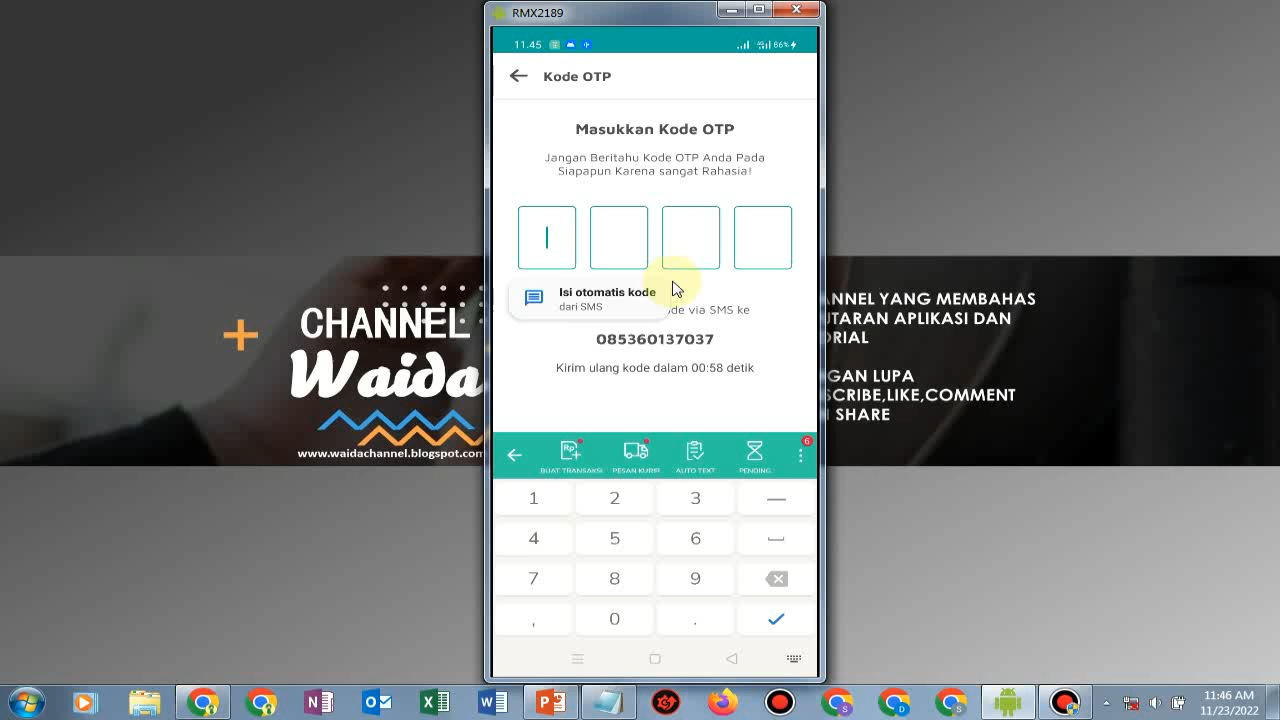 RMX2189
11.45
86%
Kode OTP
Masukkan Kode OTP
Jangan Beritahu Kode OTP Anda Pada
Siapapun Karena sangat Rahasia!
Isi otomatis kode
dari SMS
ode via SMS ke
085360137037
Kirim ulang kode dalam 00:58 detik
CHANNEL
Waida
www.waidachannel.blogspot.com
ANNEL YANG MEMBAHAS
UTARAN APLIKASI DAN
ORIAL
GAN LUPA
SCRIBE,LIKE,COMMENT
SHARE
6
BUAT TRANSAKSI
PESAN KURIR
AUTO TEXT
PENDING
1 2 3
4 5 6
7 8 9
, 0 .
11:46 AM
11/23/2022